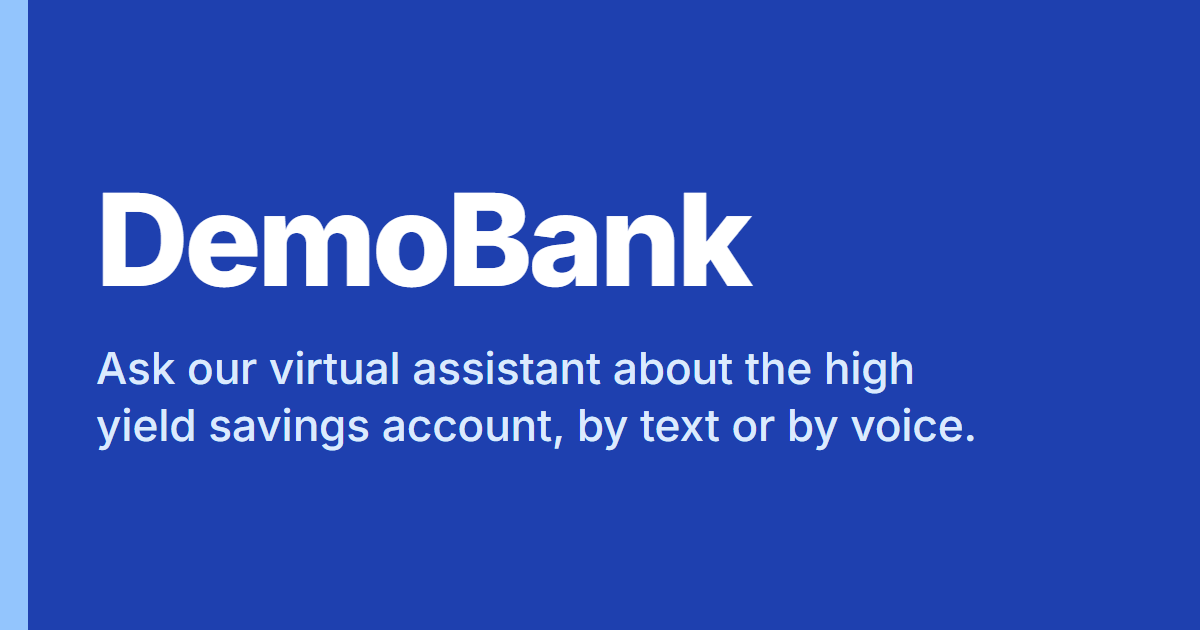 DemoBank
Ask our virtual assistant about the high
yield savings account, by text or by voice.